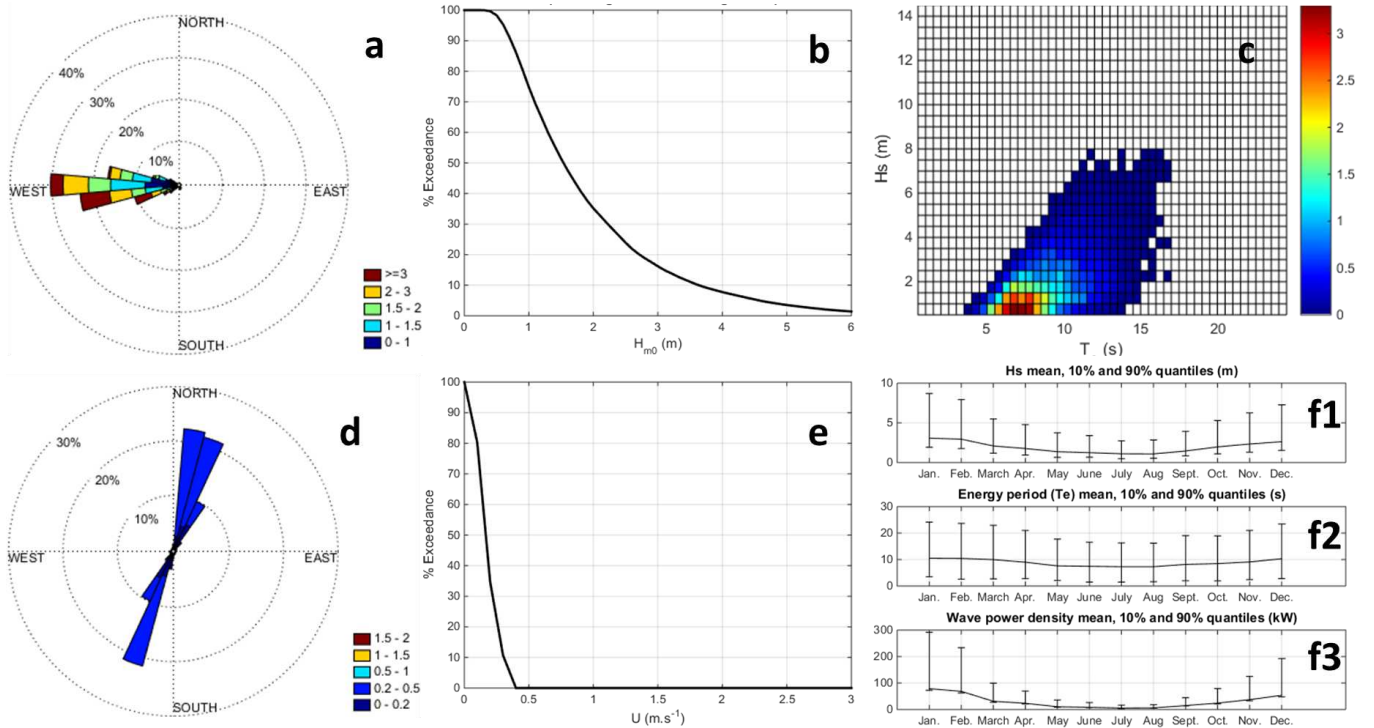 a
NORTH
40%
30%
20%
10%
WEST
EAST
SOUTH
>=3
2 - 3
1.5 - 2
1 - 1.5
0 - 1
b
% Exceedance
100
90
80
70
60
50
40
30
20
10
0
0 1 2 3 4 5 6
Hm0 (m)
c
Hs (m)
14
12
10
8
6
4
2
5 10 15 20
T (s)
3
2.5
2
1.5
1
0.5
0
d
NORTH
30%
20%
10%
WEST
EAST
SOUTH
1.5 - 2
1 - 1.5
0.5 - 1
0.2 - 0.5
0 - 0.2
e
% Exceedance
100
90
80
70
60
50
40
30
20
10
0
0 0.5 1 1.5 2 2.5 3
U (m.s-1)
Hs mean, 10% and 90% quantiles (m)
f1
10
5
0
Jan. Feb. March Apr. May June July Aug Sept. Oct. Nov. Dec.
Energy period (Te) mean, 10% and 90% quantiles (s)
f2
30
20
10
0
Jan. Feb. March Apr. May June July Aug Sept. Oct. Nov. Dec.
Wave power density mean, 10% and 90% quantiles (kW)
f3
300
200
100
0
Jan. Feb. March Apr. May June July Aug Sept. Oct. Nov. Dec.